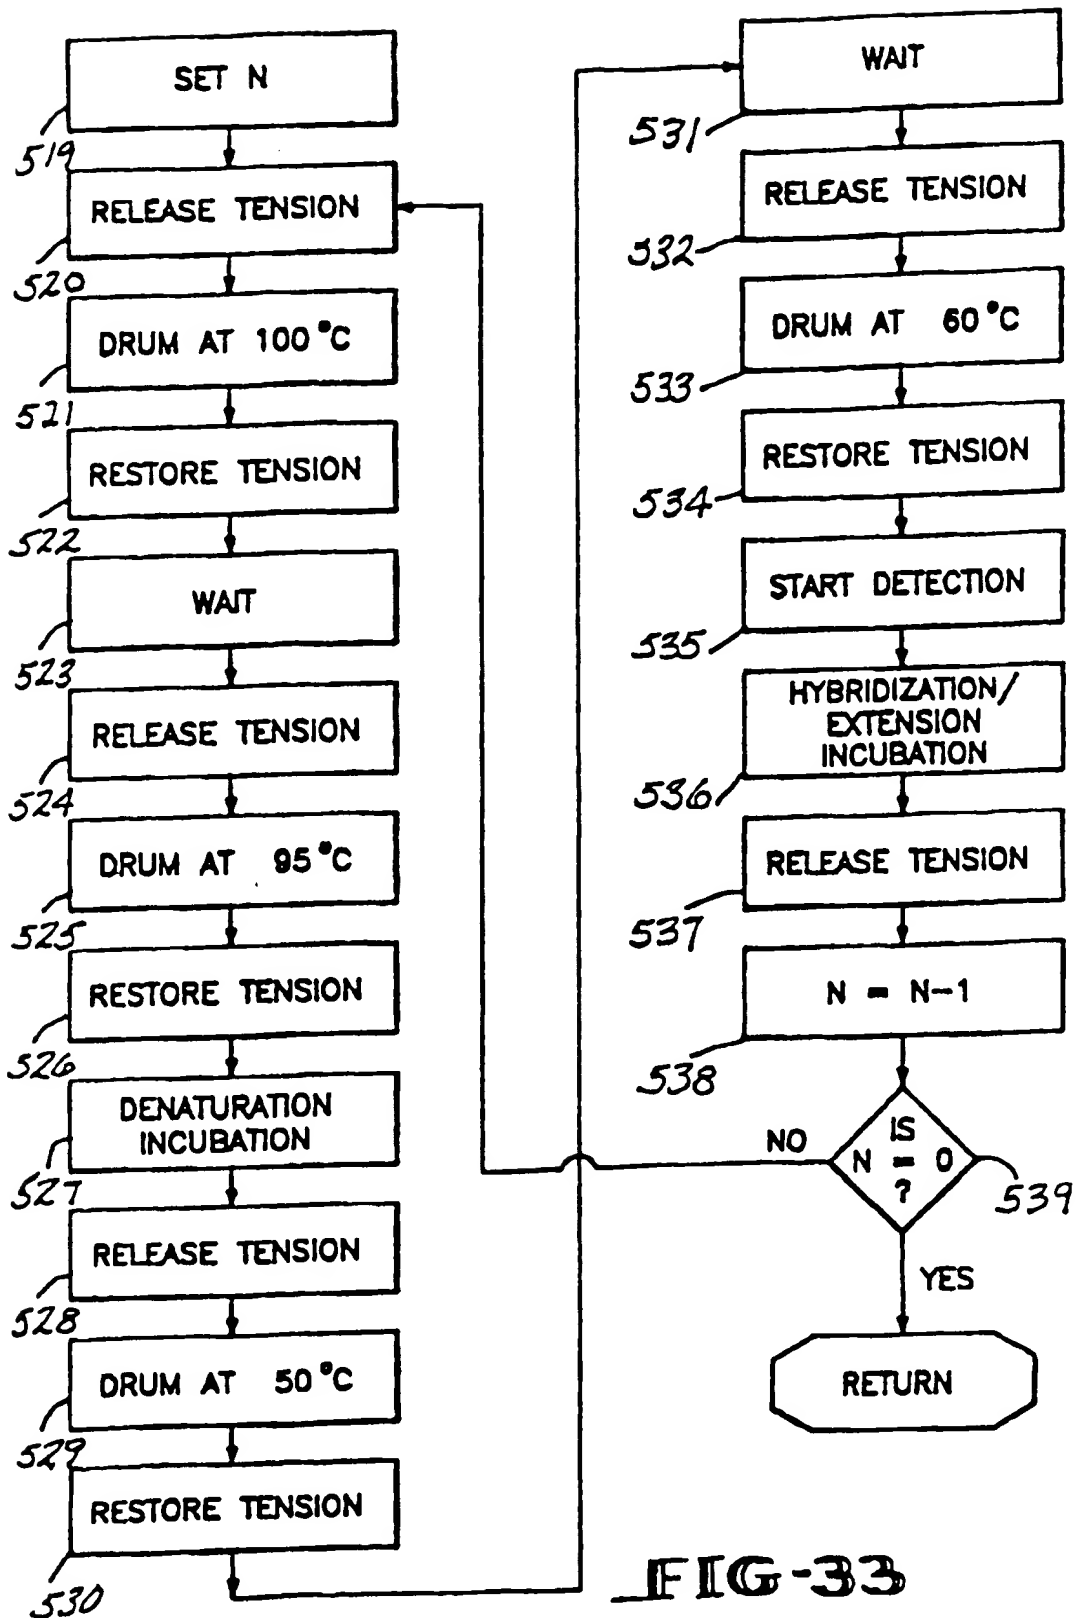 SET N
519
RELEASE TENSION
520
DRUM AT 100°C
521
RESTORE TENSION
522
WAIT
523
RELEASE TENSION
524
DRUM AT 95°C
525
RESTORE TENSION
526
DENATURATION
INCUBATION
527
RELEASE TENSION
528
DRUM AT 50°C
529
RESTORE TENSION
530
WAIT
531
RELEASE TENSION
532
DRUM AT 60°C
533
RESTORE TENSION
534
START DETECTION
535
HYBRIDIZATION/
EXTENSION
INCUBATION
536
RELEASE TENSION
537
N = N-1
538
IS
N = 0
?
539
NO
YES
RETURN
FIG-33